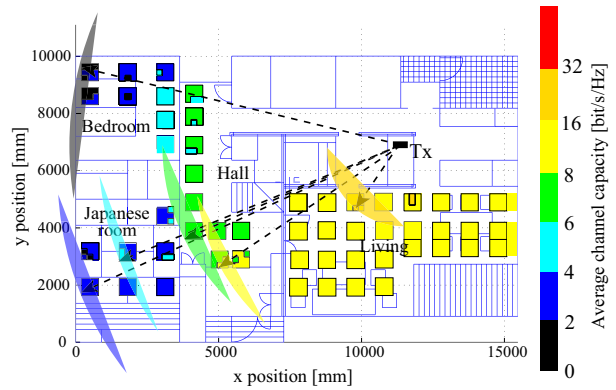 10000
8000
6000
4000
2000
0
y position [mm]
0
5000
10000
15000
x position [mm]
Bedroom
Hall
Japanese
room
Living
Tx
32
16
8
6
4
2
0
Average channel capacity [bit/s/Hz]